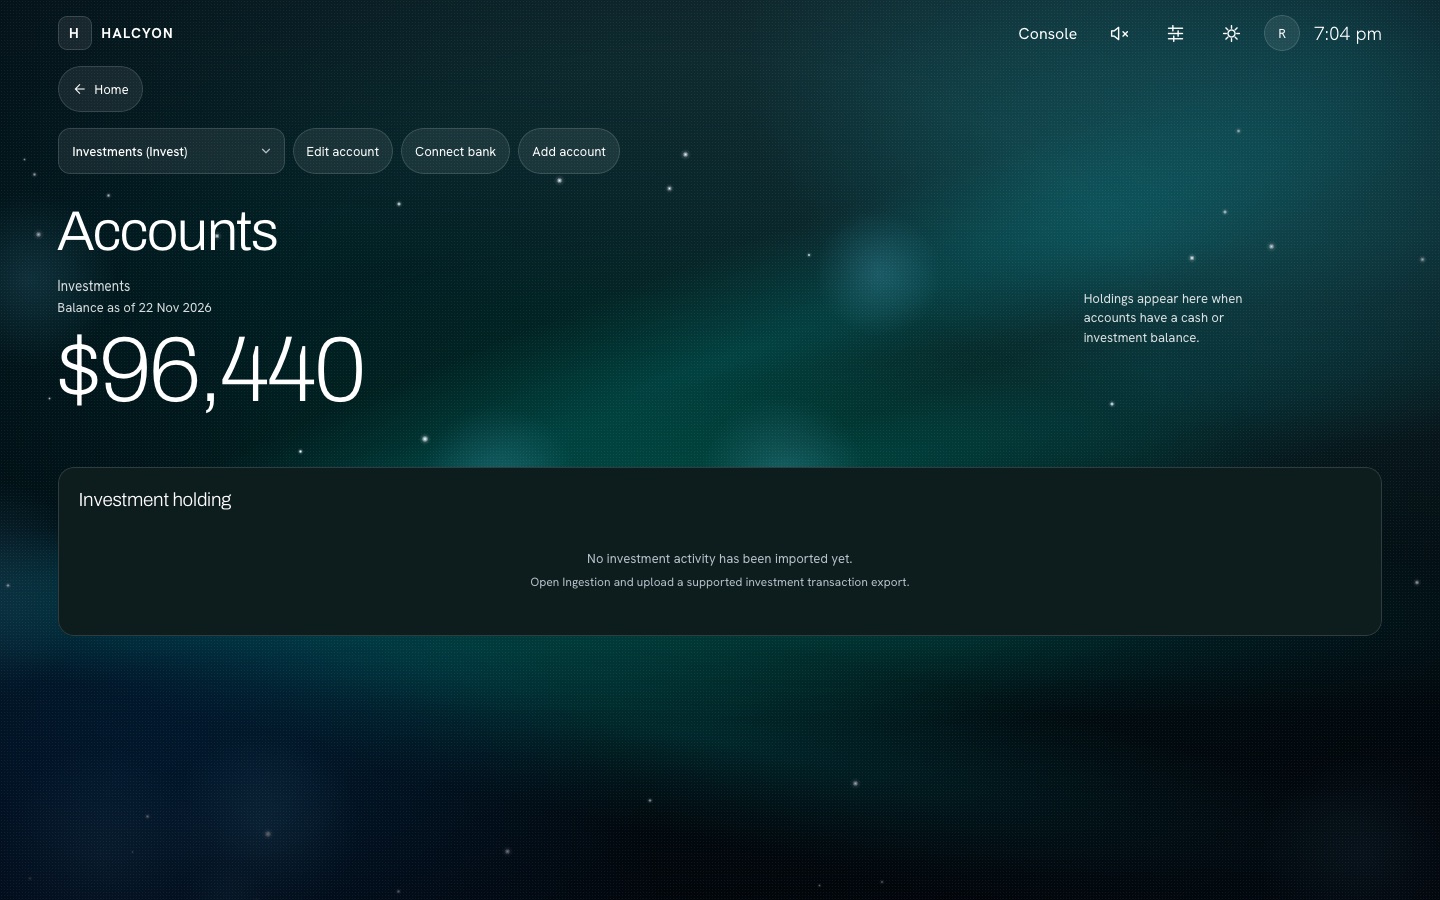 H HALCYON
Console
R
7:04 pm
Home
Investments (Invest)
Edit account
Connect bank
Add account
Accounts
Investments
Balance as of 22 Nov 2026
$96,440
Holdings appear here when
accounts have a cash or
investment balance.
Investment holding
No investment activity has been imported yet.
Open Ingestion and upload a supported investment transaction export.